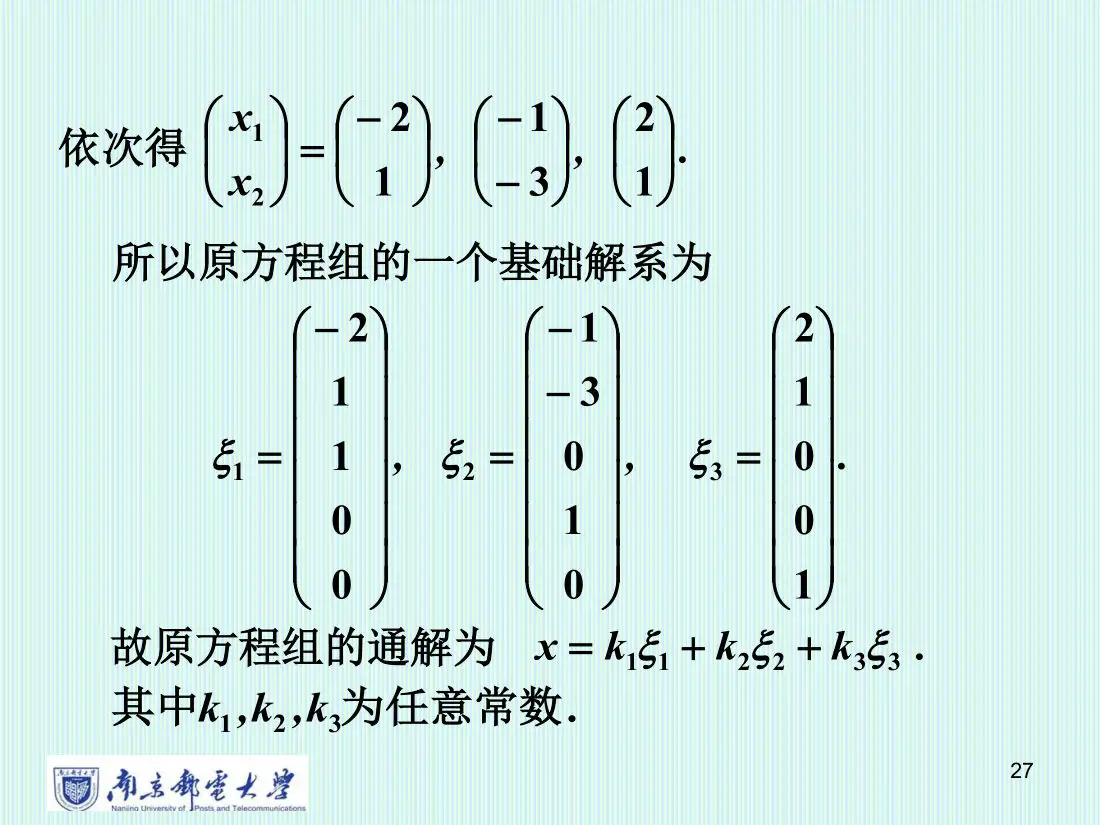 依次得 (x₁ x₂) = (−2 1), (−1 −3), (2 1).
所以原方程组的一个基础解系为
ξ₁ = (−2 1 1 0 0), ξ₂ = (−1 −3 0 1 0), ξ₃ = (2 1 0 0 1).
故原方程组的通解为 x = k₁ξ₁ + k₂ξ₂ + k₃ξ₃ .
其中k₁,k₂,k₃为任意常数.
南京郵電大學
Nanjing University of Posts and Telecommunications
27